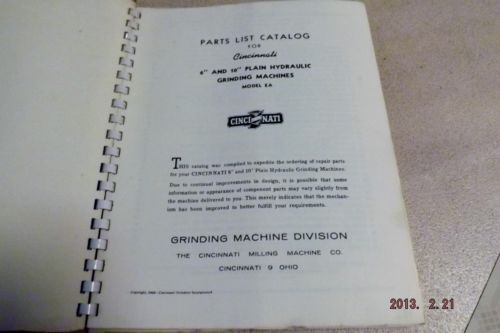 PARTS LIST CATALOG
FOR
Cincinnati
6" AND 10" PLAIN HYDRAULIC
GRINDING MACHINES
MODEL EA
CINCINNATI
THIS catalog was compiled to expedite the ordering of repair parts
for your CINCINNATI 6" and 10" Plain Hydraulic Grinding Machines.
Due to continual improvements in design, it is possible that some
information or appearance of component parts may vary slightly from
the machine delivered to you. This merely indicates that the mechan-
ism has been improved to better fulfill your requirements.
GRINDING MACHINE DIVISION
THE CINCINNATI MILLING MACHINE CO.
CINCINNATI 9 OHIO
2013. 2.21